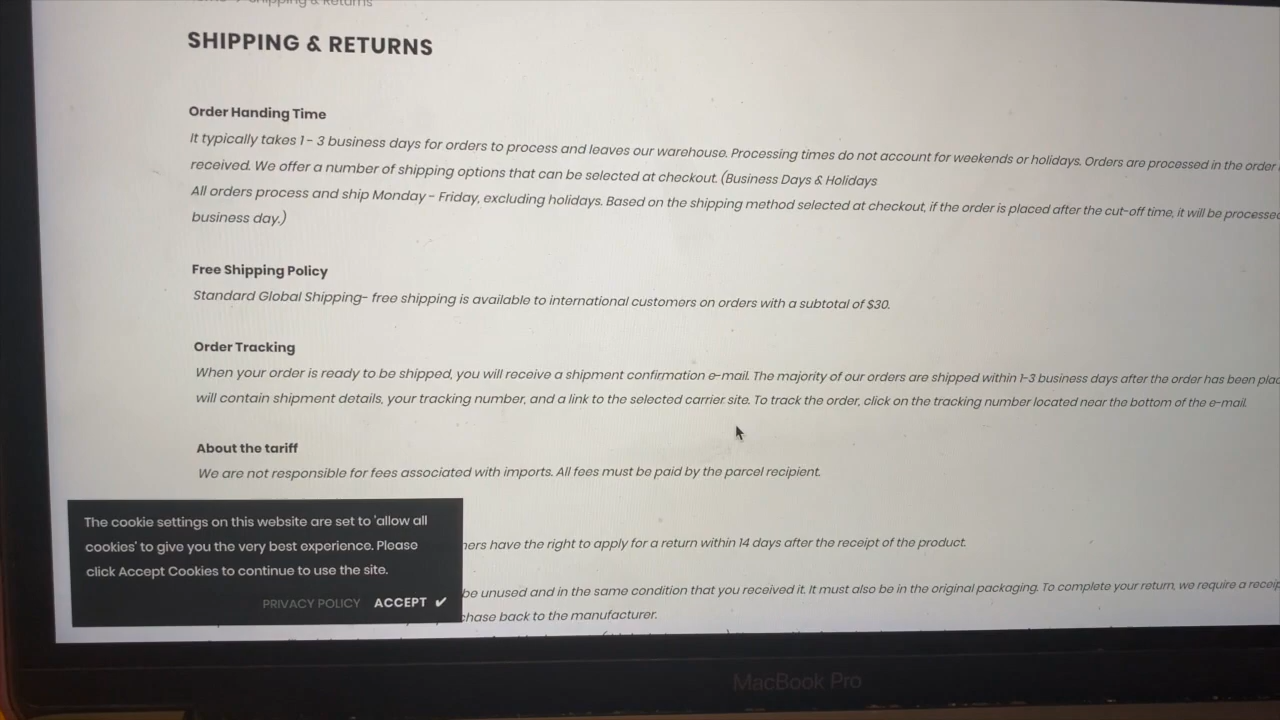 Shipping & Returns
SHIPPING & RETURNS
Order Handing Time
It typically takes 1 - 3 business days for orders to process and leaves our warehouse. Processing times do not account for weekends or holidays. Orders are processed in the order
received. We offer a number of shipping options that can be selected at checkout. (Business Days & Holidays
All orders process and ship Monday - Friday, excluding holidays. Based on the shipping method selected at checkout, if the order is placed after the cut-off time, it will be processed
business day.)
Free Shipping Policy
Standard Global Shipping- free shipping is available to international customers on orders with a subtotal of $30.
Order Tracking
When your order is ready to be shipped, you will receive a shipment confirmation e-mail. The majority of our orders are shipped within 1-3 business days after the order has been
will contain shipment details, your tracking number, and a link to the selected carrier site. To track the order, click on the tracking number located near the bottom of the e-mail.
About the tariff
We are not responsible for fees associated with imports. All fees must be paid by the parcel recipient.
have the right to apply for a return within 14 days after the receipt of the product.
be unused and in the same condition that you received it. It must also be in the original packaging. To complete your return, we require a
back to the manufacturer.
The cookie settings on this website are set to 'allow all
cookies' to give you the very best experience. Please
click Accept Cookies to continue to use the site.
PRIVACY POLICY ACCEPT ✔
MacBook Pro